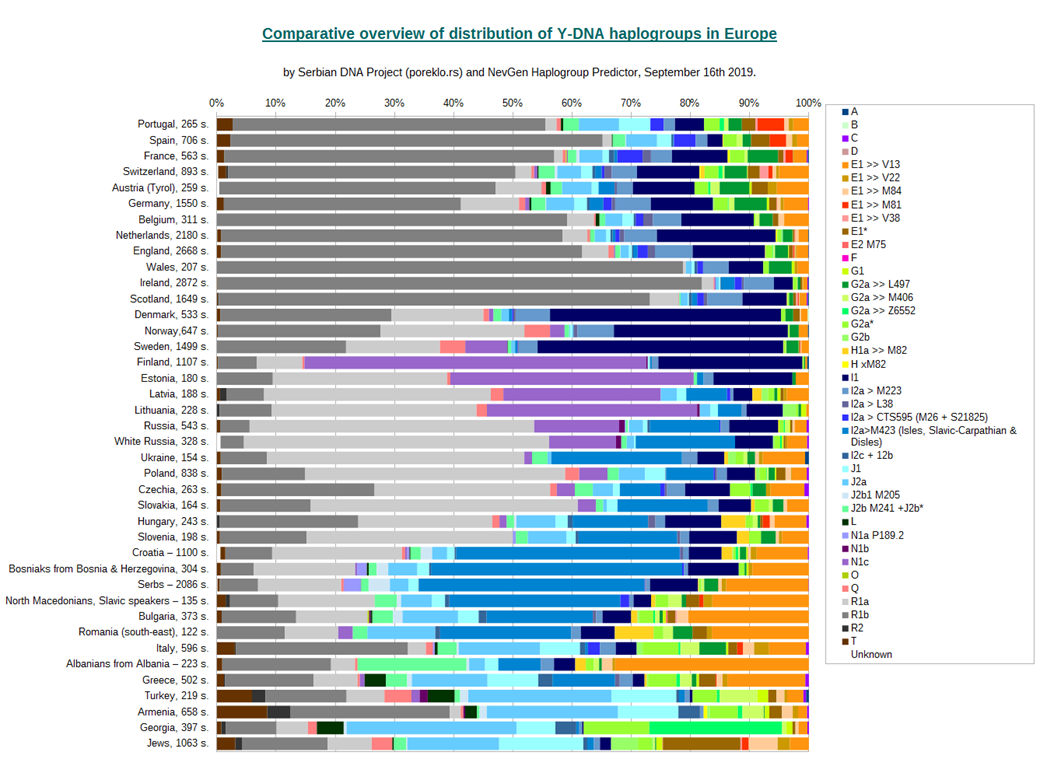 Comparative overview of distribution of Y-DNA haplogroups in Europe
by Serbian DNA Project (poreklo.rs) and NevGen Haplogroup Predictor, September 16th 2019.
0% 10% 20% 30% 40% 50% 60% 70% 80% 90% 100%
Portugal, 265 s.
Spain, 706 s.
France, 563 s.
Switzerland, 893 s.
Austria (Tyrol), 259 s.
Germany, 1550 s.
Belgium, 311 s.
Netherlands, 2180 s.
England, 2668 s.
Wales, 207 s.
Ireland, 2872 s.
Scotland, 1649 s.
Denmark, 533 s.
Norway,647 s.
Sweden, 1499 s.
Finland, 1107 s.
Estonia, 180 s.
Latvia, 188 s.
Lithuania, 228 s.
Russia, 543 s.
White Russia, 328 s.
Ukraine, 154 s.
Poland, 838 s.
Czechia, 263 s.
Slovakia, 164 s.
Hungary, 243 s.
Slovenia, 198 s.
Croatia – 1100 s.
Bosniaks from Bosnia & Herzegovina, 304 s.
Serbs – 2086 s.
North Macedonians, Slavic speakers – 135 s.
Bulgaria, 373 s.
Romania (south-east), 122 s.
Italy, 596 s.
Albanians from Albania – 223 s.
Greece, 502 s.
Turkey, 219 s.
Armenia, 658 s.
Georgia, 397 s.
Jews, 1063 s.
A
B
C
D
E1 >> V13
E1 >> V22
E1 >> M84
E1 >> M81
E1 >> V38
E1*
E2 M75
F
G1
G2a >> L497
G2a >> M406
G2a >> Z6552
G2a*
G2b
H1a >> M82
H xM82
I1
I2a > M223
I2a > L38
I2a > CTS595 (M26 + S21825)
I2a>M423 (Isles, Slavic-Carpathian &
Disles)
I2c + 12b
J1
J2a
J2b1 M205
J2b M241 +J2b*
L
N1a P189.2
N1b
N1c
O
Q
R1a
R1b
R2
T
Unknown